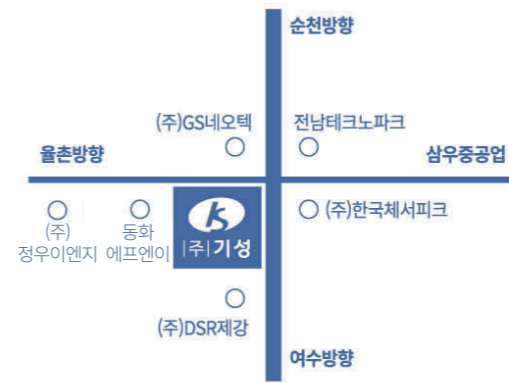 순천방향
(주)GS네오텍
전남테크노파크
율촌방향
삼우중공업
(주)
정우이엔지
동화
에프엔이
|주|기성
(주)한국체서피크
(주)DSR제강
여수방향